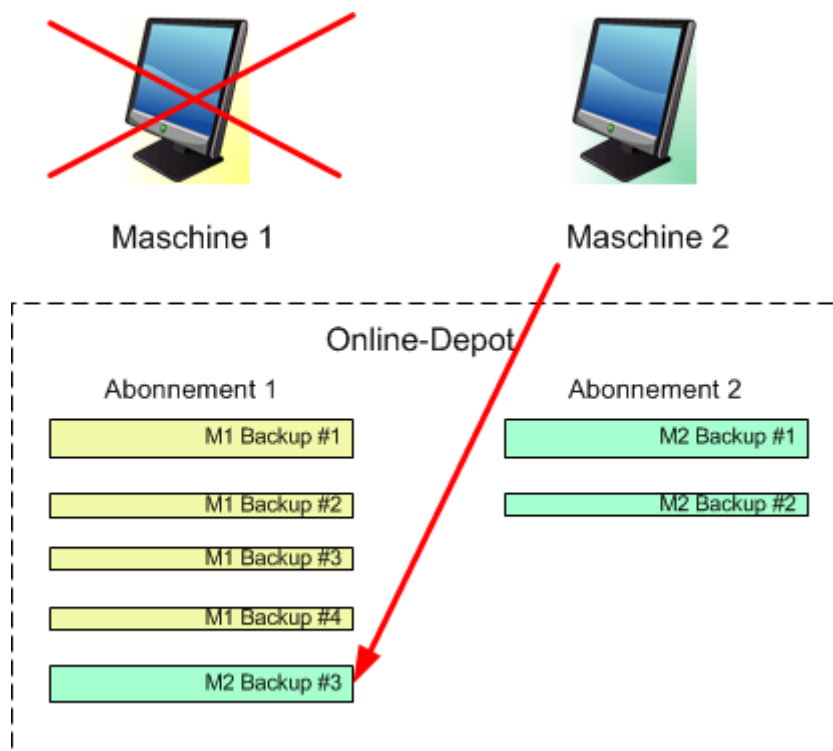 Maschine 1
Maschine 2
Online-Depot
Abonnement 1
M1 Backup #1
M1 Backup #2
M1 Backup #3
M1 Backup #4
M2 Backup #3
Abonnement 2
M2 Backup #1
M2 Backup #2